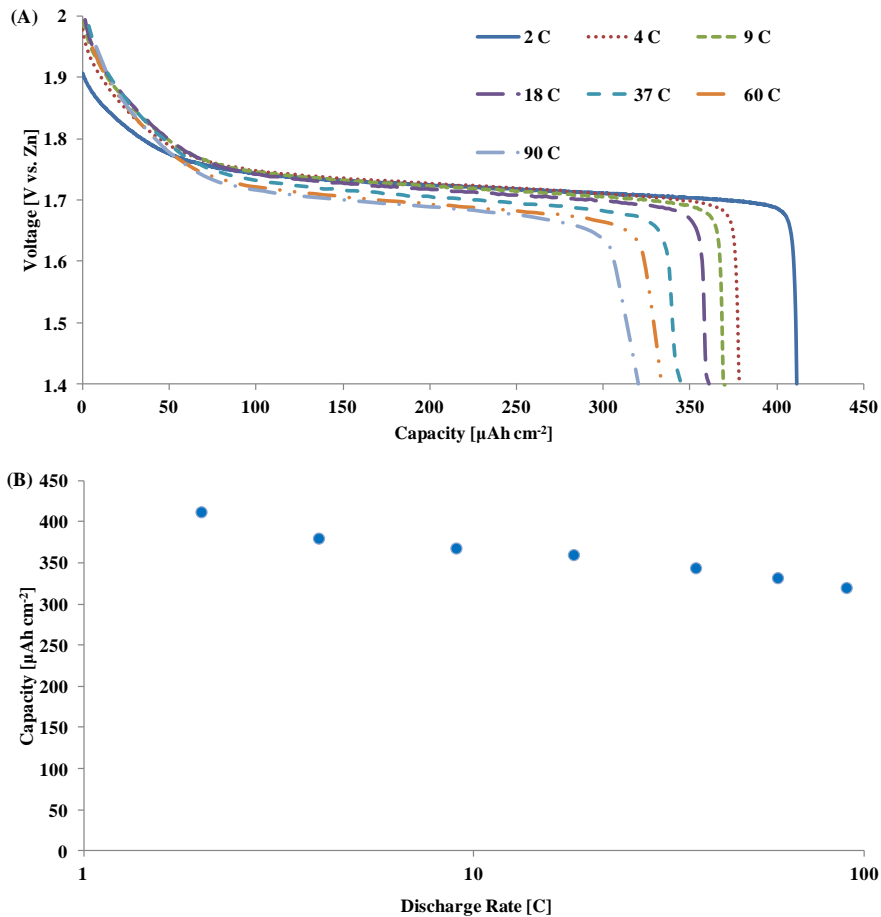 (A)
2
1.9
1.8
1.7
1.6
1.5
1.4
Voltage [V vs. Zn]
2 C 4 C 9 C
18 C 37 C 60 C
90 C
0 50 100 150 200 250 300 350 400 450
Capacity [µAh cm-2]
(B)
450
400
350
300
250
200
150
100
50
0
Capacity [µAh cm-2]
1 10 100
Discharge Rate [C]